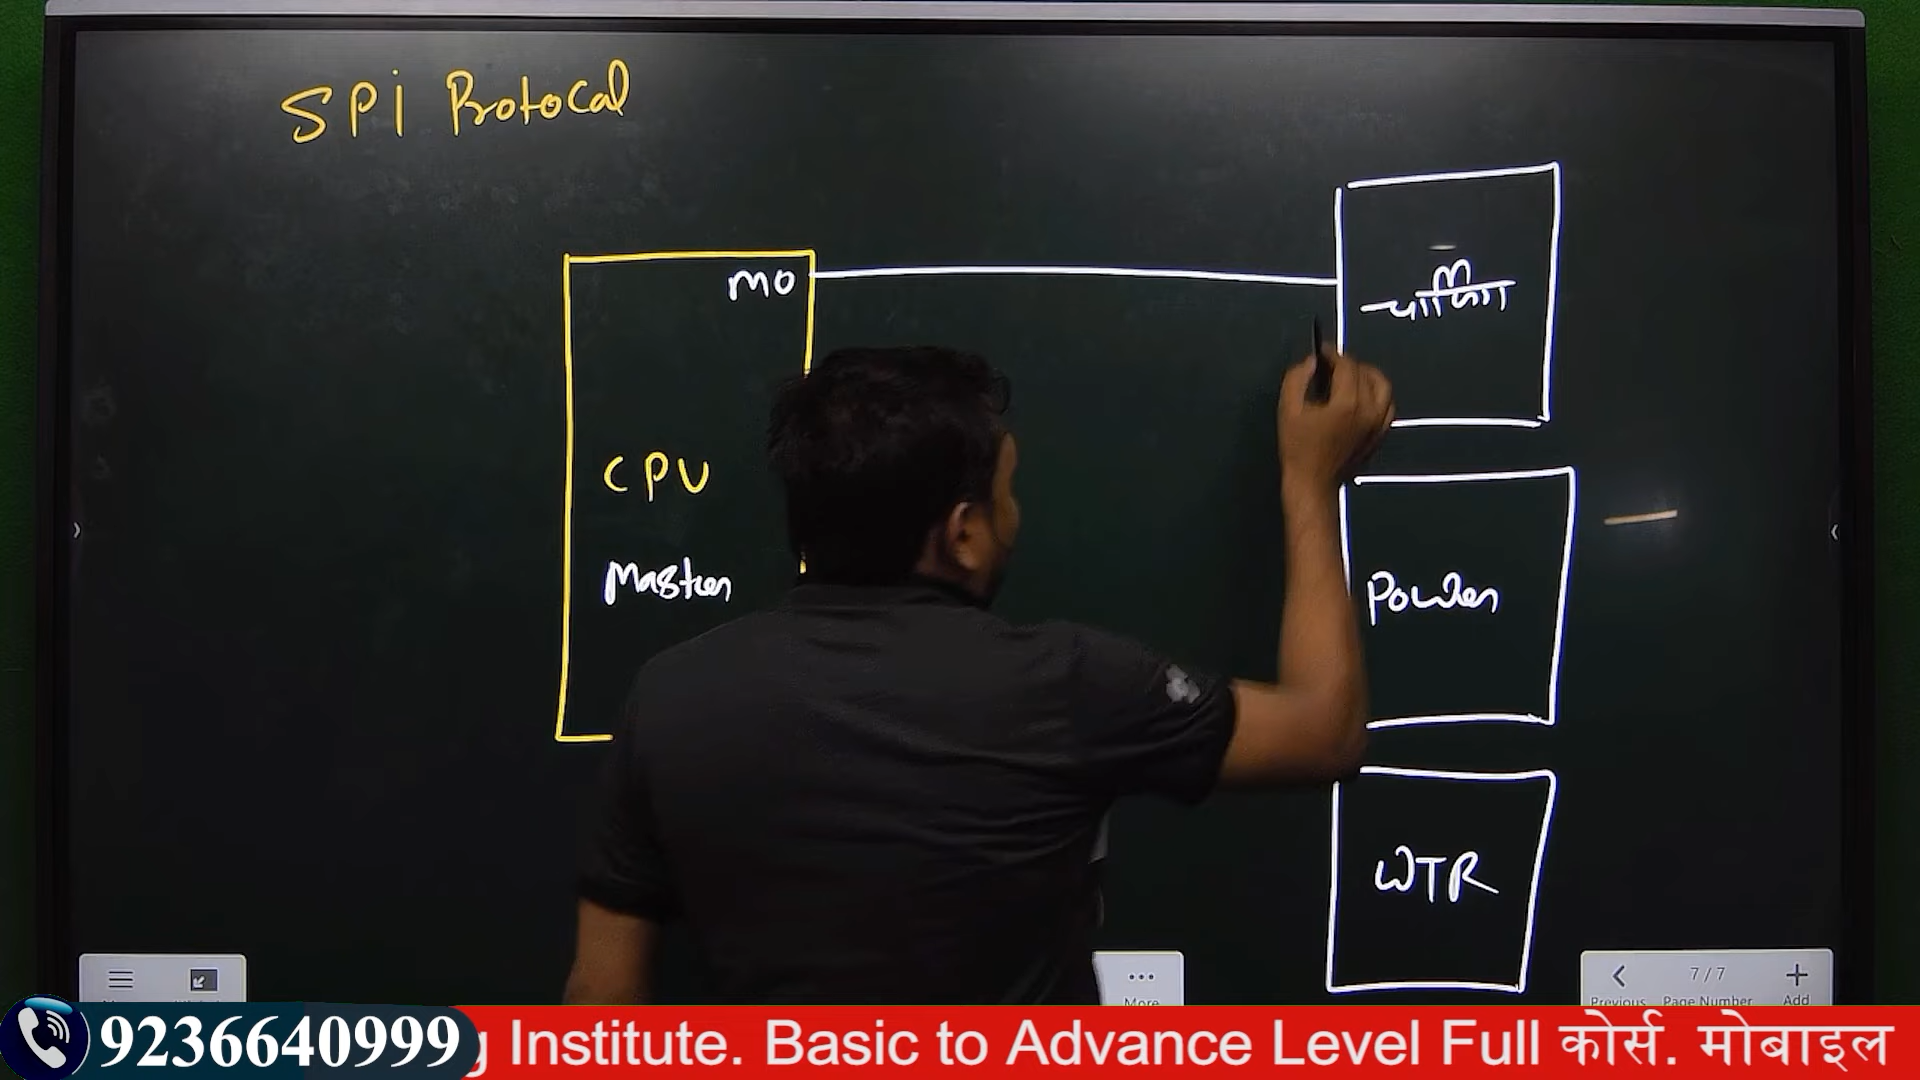 SPI Protocal
MO
CPU
Master
चार्जिंग
Power
WTR
More
7/7
Previous Page Number Add
9236640999
g Institute. Basic to Advance Level Full कोर्स. मोबाइल